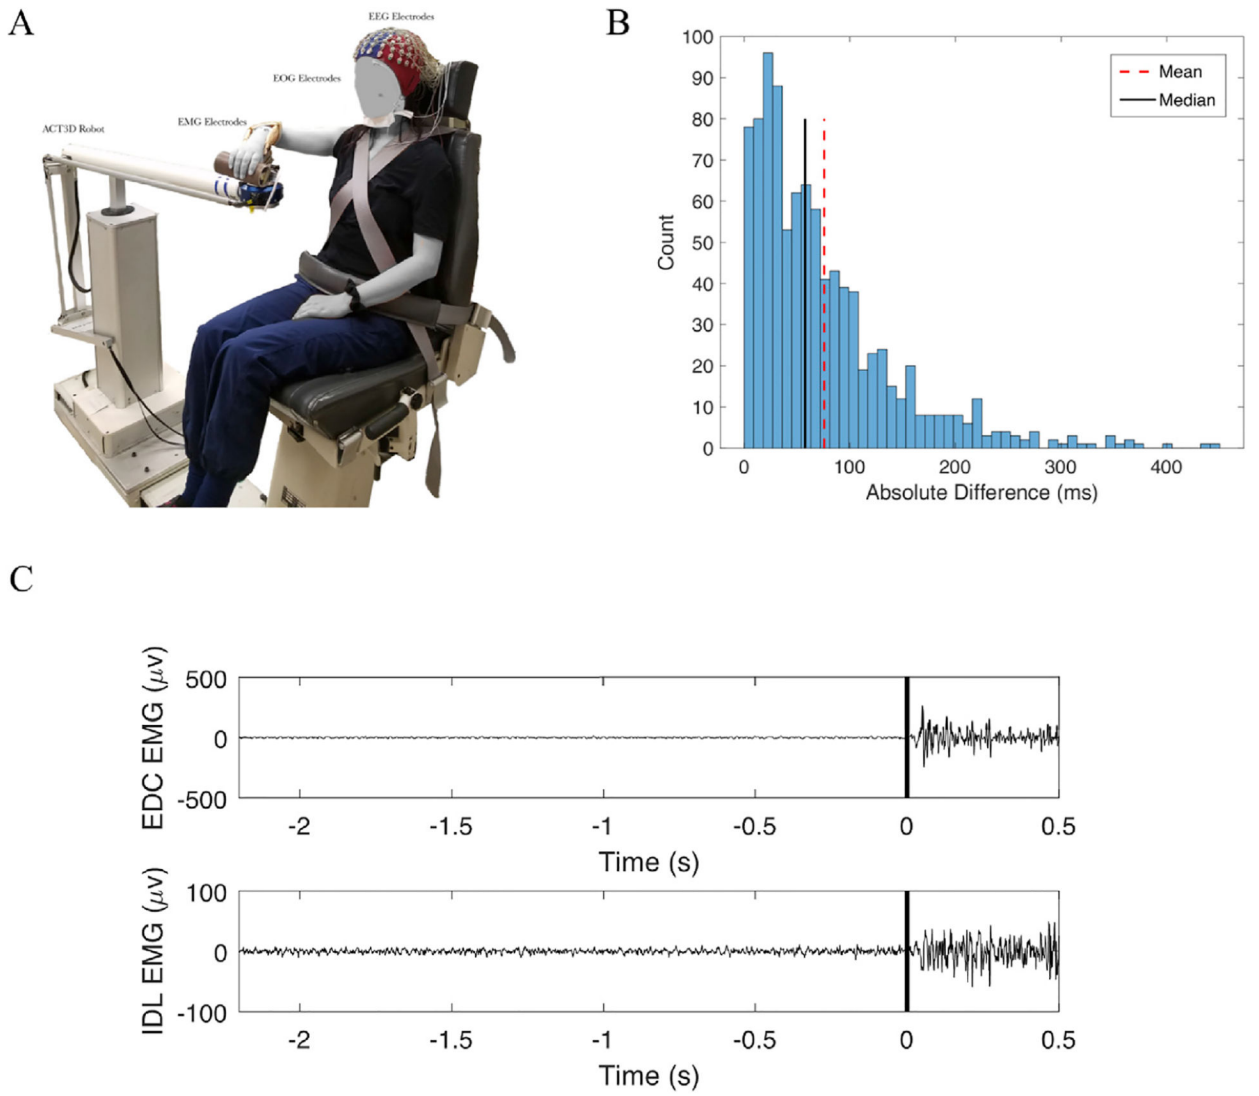 A
EEG Electrodes
EOG Electrodes
EMG Electrodes
ACT3D Robot
B
100
90
80
70
60
50
40
30
20
10
0
Count
Mean
Median
0 100 200 300 400
Absolute Difference (ms)
C
EDC EMG (μv)
500
0
-500
-2 -1.5 -1 -0.5 0 0.5
Time (s)
IDL EMG (μv)
100
0
-100
-2 -1.5 -1 -0.5 0 0.5
Time (s)